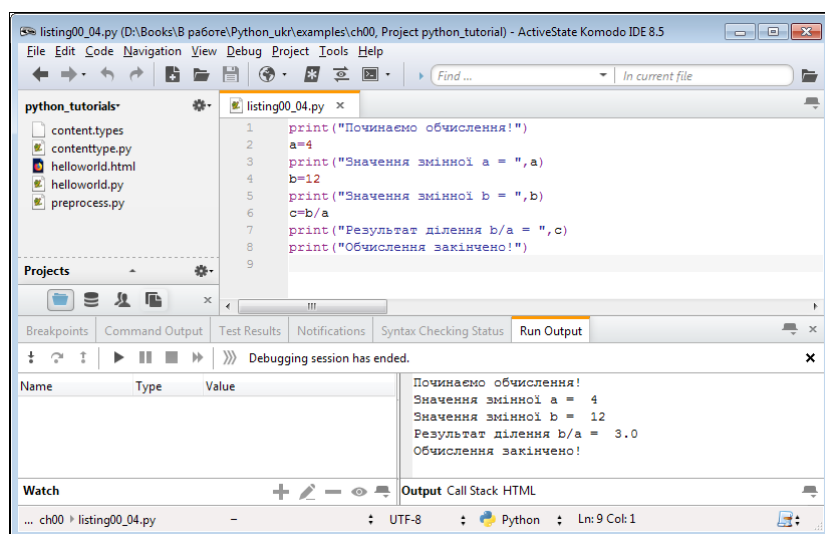 listing00_04.py (D:\Books\В работе\Python_ukr\examples\ch00, Project python_tutorial) - ActiveState Komodo IDE 8.5
File Edit Code Navigation View Debug Project Tools Help
Find... In current file
python_tutorials
listing00_04.py ×
content.types
contenttype.py
helloworld.html
helloworld.py
preprocess.py
1 print("Починаємо обчислення!")
2 a=4
3 print("Значення змінної a = ",a)
4 b=12
5 print("Значення змінної b = ",b)
6 c=b/a
7 print("Результат ділення b/a = ",c)
8 print("Обчислення закінчено!")
9
Projects
Breakpoints Command Output Test Results Notifications Syntax Checking Status Run Output
Debugging session has ended.
Name Type Value
Починаємо обчислення!
Значення змінної a =  4
Значення змінної b =  12
Результат ділення b/a =  3.0
Обчислення закінчено!
Watch
Output Call Stack HTML
... ch00 listing00_04.py – UTF-8 Python Ln: 9 Col: 1